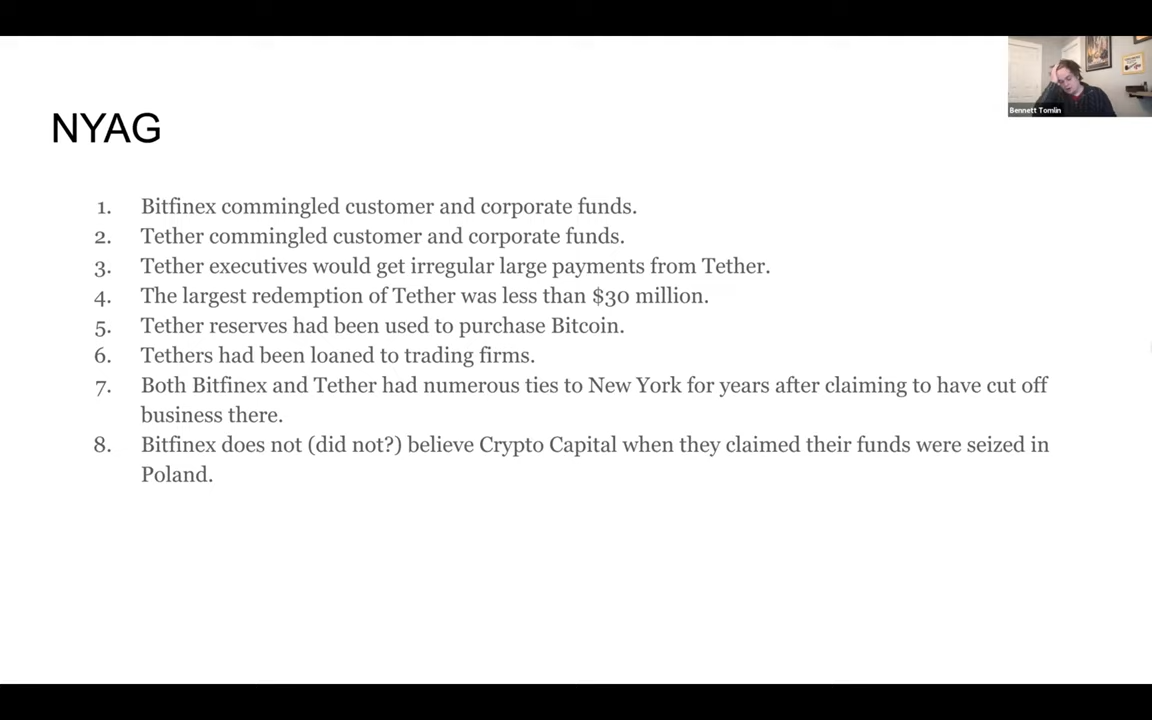 Bennett Tomlin
NYAG
1. Bitfinex commingled customer and corporate funds.
2. Tether commingled customer and corporate funds.
3. Tether executives would get irregular large payments from Tether.
4. The largest redemption of Tether was less than $30 million.
5. Tether reserves had been used to purchase Bitcoin.
6. Tethers had been loaned to trading firms.
7. Both Bitfinex and Tether had numerous ties to New York for years after claiming to have cut off
business there.
8. Bitfinex does not (did not?) believe Crypto Capital when they claimed their funds were seized in
Poland.